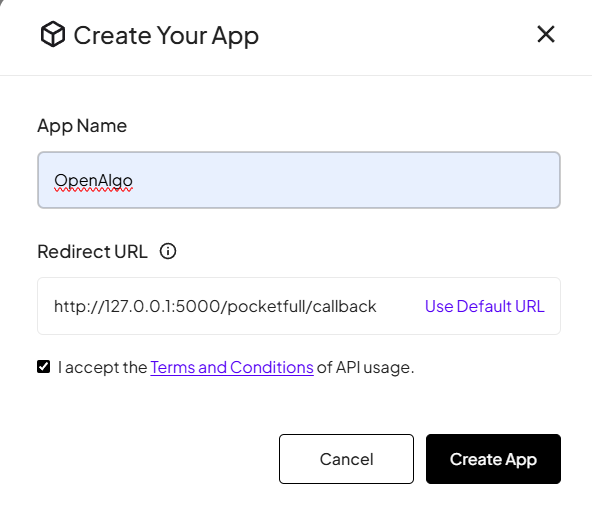 Create Your App
App Name
OpenAlgo
Redirect URL
http://127.0.0.1:5000/pocketfull/callback Use Default URL
I accept the Terms and Conditions of API usage.
Cancel Create App